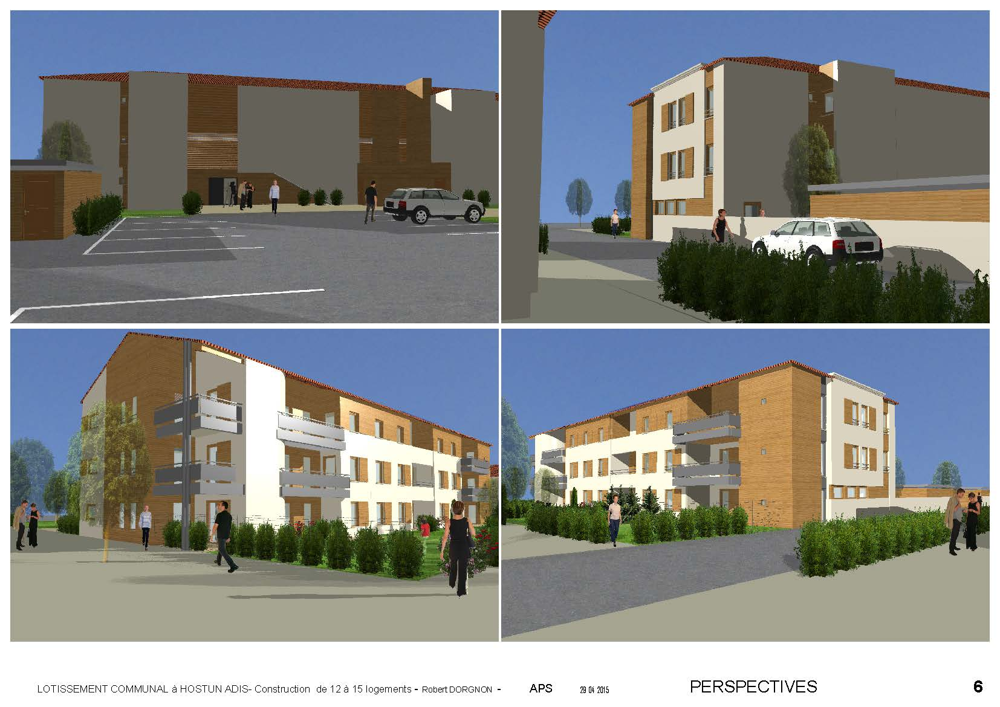 LOTISSEMENT COMMUNAL à HOSTUN ADIS- Construction de 12 à 15 logements - Robert DORGNON - APS 29 04 2015 PERSPECTIVES 6